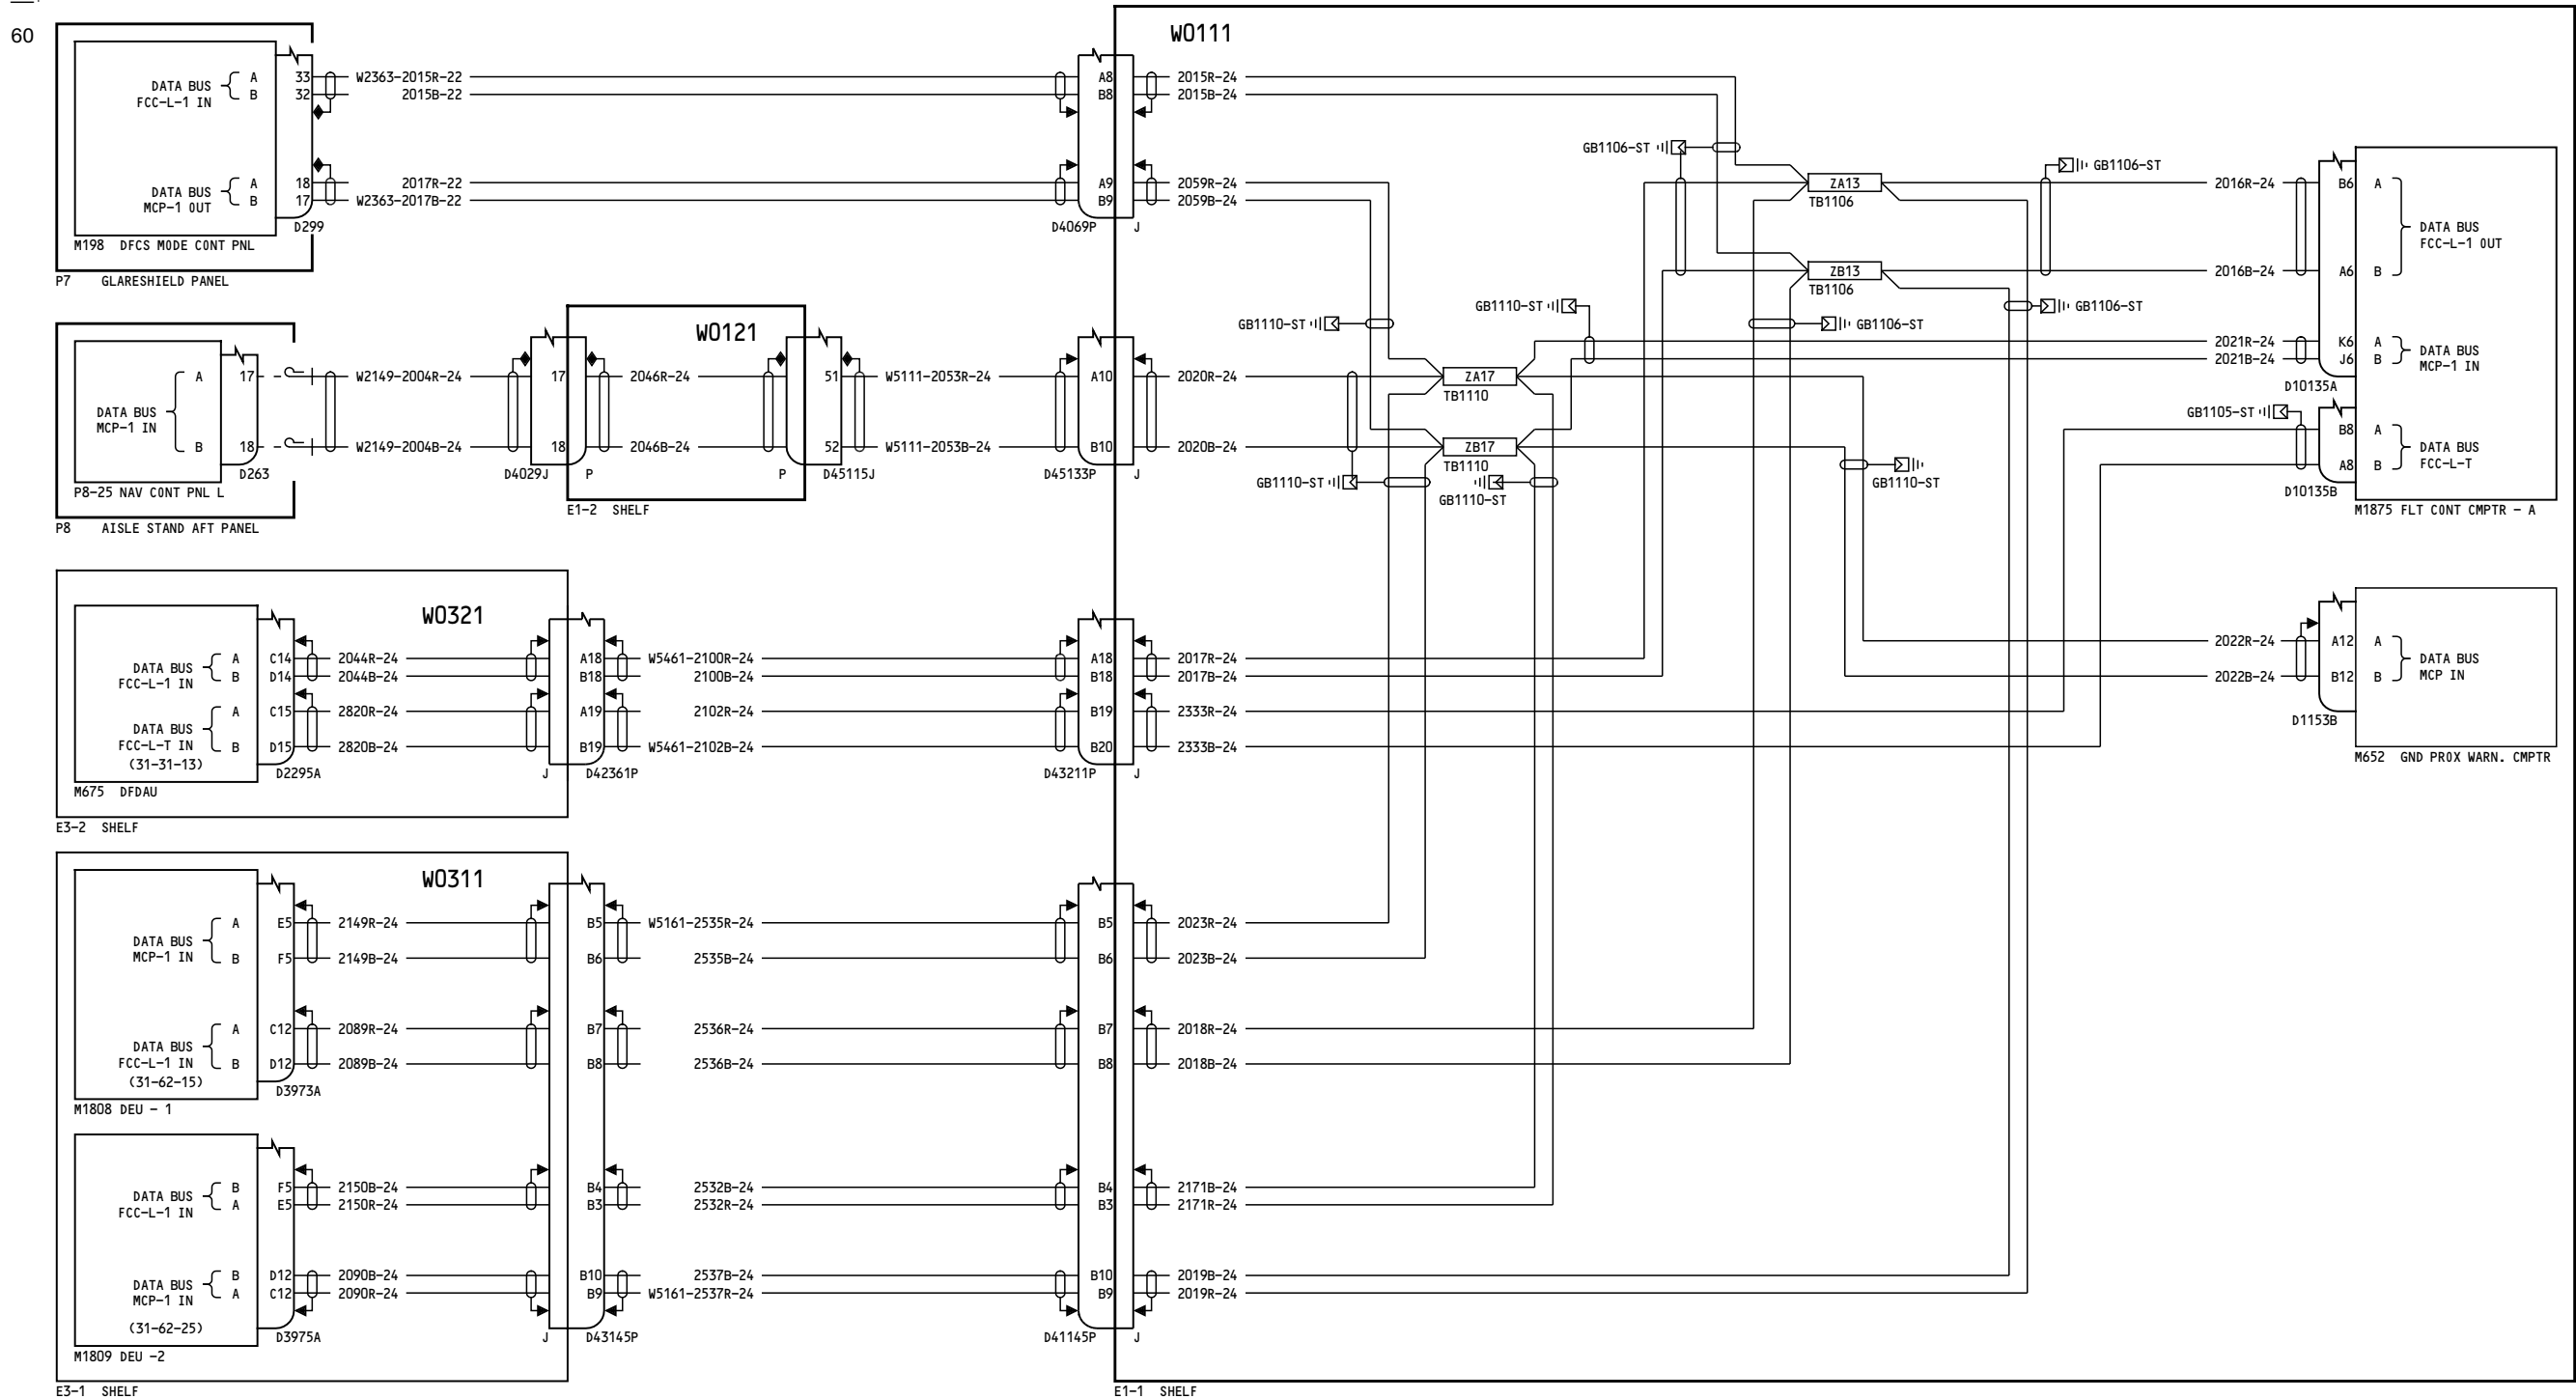 60
W0111
DATA BUS
FCC-L-1 IN
A
B
33
32
W2363-2015R-22
2015B-22
A8
B8
2015R-24
2015B-24
DATA BUS
MCP-1 OUT
A
B
18
17
2017R-22
W2363-2017B-22
A9
B9
2059R-24
2059B-24
D299
D4069P
J
M198 DFCS MODE CONT PNL
P7 GLARESHIELD PANEL
GB1106-ST
ZA13
TB1106
GB1106-ST
2016R-24
B6
A
DATA BUS
FCC-L-1 OUT
ZB13
TB1106
2016B-24
A6
B
GB1110-ST
GB1110-ST
GB1106-ST
GB1106-ST
2021R-24
2021B-24
K6
J6
A
B
DATA BUS
MCP-1 IN
D10135A
GB1105-ST
B8
A8
A
B
DATA BUS
FCC-L-T
D10135B
M1875 FLT CONT CMPTR - A
W0121
DATA BUS
MCP-1 IN
A
B
17
18
W2149-2004R-24
W2149-2004B-24
17
18
2046R-24
2046B-24
51
52
W5111-2053R-24
W5111-2053B-24
A10
B10
2020R-24
2020B-24
ZA17
TB1110
ZB17
TB1110
GB1110-ST
GB1110-ST
GB1110-ST
D263
D4029J
P
P
D45115J
D45133P
J
P8-25 NAV CONT PNL L
P8 AISLE STAND AFT PANEL
E1-2 SHELF
W0321
DATA BUS
FCC-L-1 IN
A
B
C14
D14
2044R-24
2044B-24
A18
B18
W5461-2100R-24
2100B-24
A18
B18
2017R-24
2017B-24
DATA BUS
FCC-L-T IN
(31-31-13)
A
B
C15
D15
2820R-24
2820B-24
A19
B19
2102R-24
W5461-2102B-24
B19
B20
2333R-24
2333B-24
D2295A
J
D42361P
D43211P
J
M675 DFDAU
E3-2 SHELF
2022R-24
2022B-24
A12
B12
A
B
DATA BUS
MCP IN
D1153B
M652 GND PROX WARN. CMPTR
W0311
DATA BUS
MCP-1 IN
A
B
E5
F5
2149R-24
2149B-24
B5
B6
W5161-2535R-24
2535B-24
B5
B6
2023R-24
2023B-24
DATA BUS
FCC-L-1 IN
(31-62-15)
A
B
C12
D12
2089R-24
2089B-24
B7
B8
2536R-24
2536B-24
B7
B8
2018R-24
2018B-24
D3973A
M1808 DEU - 1
DATA BUS
FCC-L-1 IN
B
A
F5
E5
2150B-24
2150R-24
B4
B3
2532B-24
2532R-24
B4
B3
2171B-24
2171R-24
DATA BUS
MCP-1 IN
(31-62-25)
B
A
D12
C12
2090B-24
2090R-24
B10
B9
2537B-24
W5161-2537R-24
B10
B9
2019B-24
2019R-24
D3975A
J
D43145P
D41145P
J
M1809 DEU -2
E3-1 SHELF
E1-1 SHELF